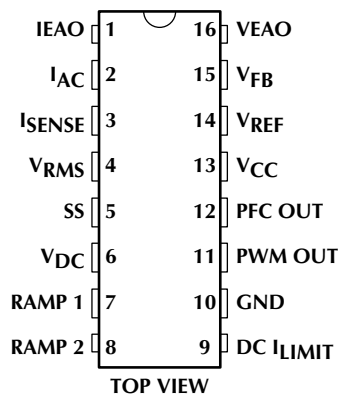 IEAO 1 16 VEAO
IAC 2 15 VFB
ISENSE 3 14 VREF
VRMS 4 13 VCC
SS 5 12 PFC OUT
VDC 6 11 PWM OUT
RAMP 1 7 10 GND
RAMP 2 8 9 DC ILIMIT
TOP VIEW